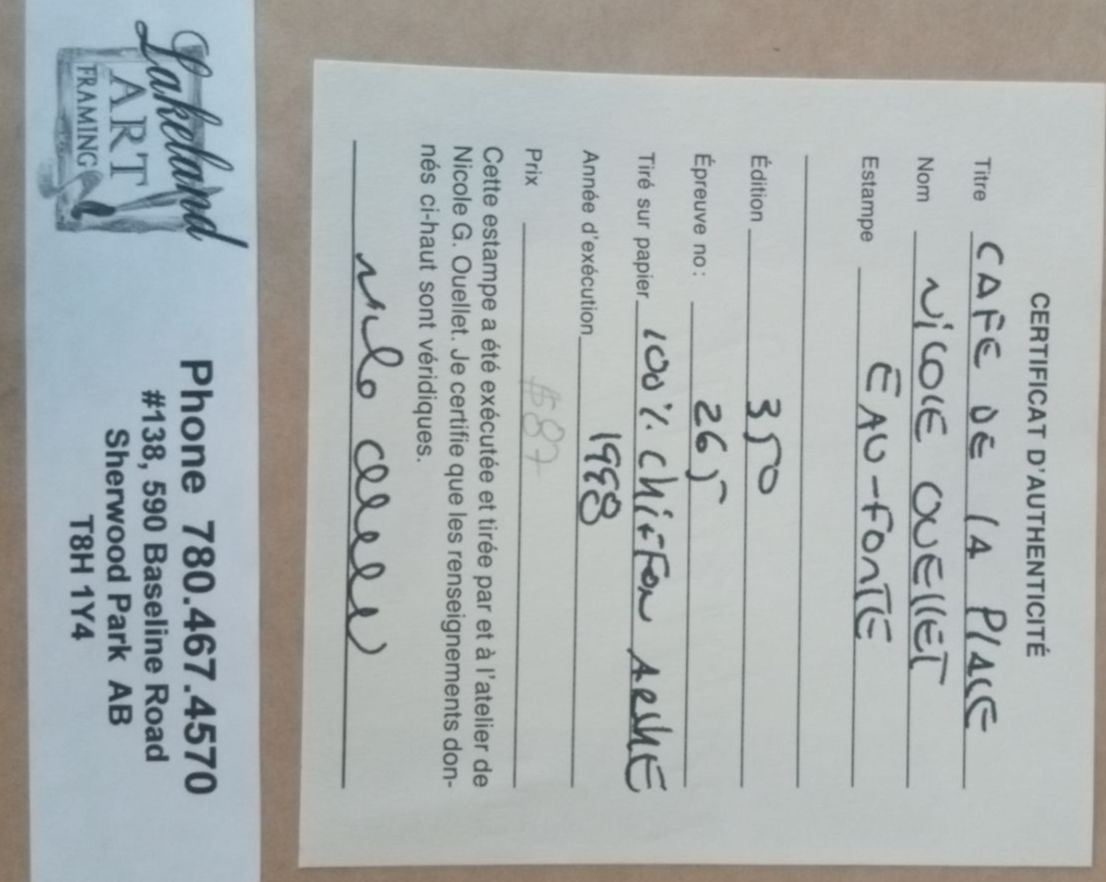 CERTIFICAT D'AUTHENTICITÉ
Titre CAFE DE LA PLACE
Nom NICOLE OUELLET
Estampe EAU-FORTE
Édition 350
Épreuve no: 265
Tiré sur papier 100% CHIFFON ARCHE
Année d'exécution 1998
Prix $87
Cette estampe a été exécutée et tirée par et à l'atelier de
Nicole G. Ouellet. Je certifie que les renseignements don-
nés ci-haut sont véridiques.
Lakeland
ART
FRAMING
Phone 780.467.4570
#138, 590 Baseline Road
Sherwood Park AB
T8H 1Y4